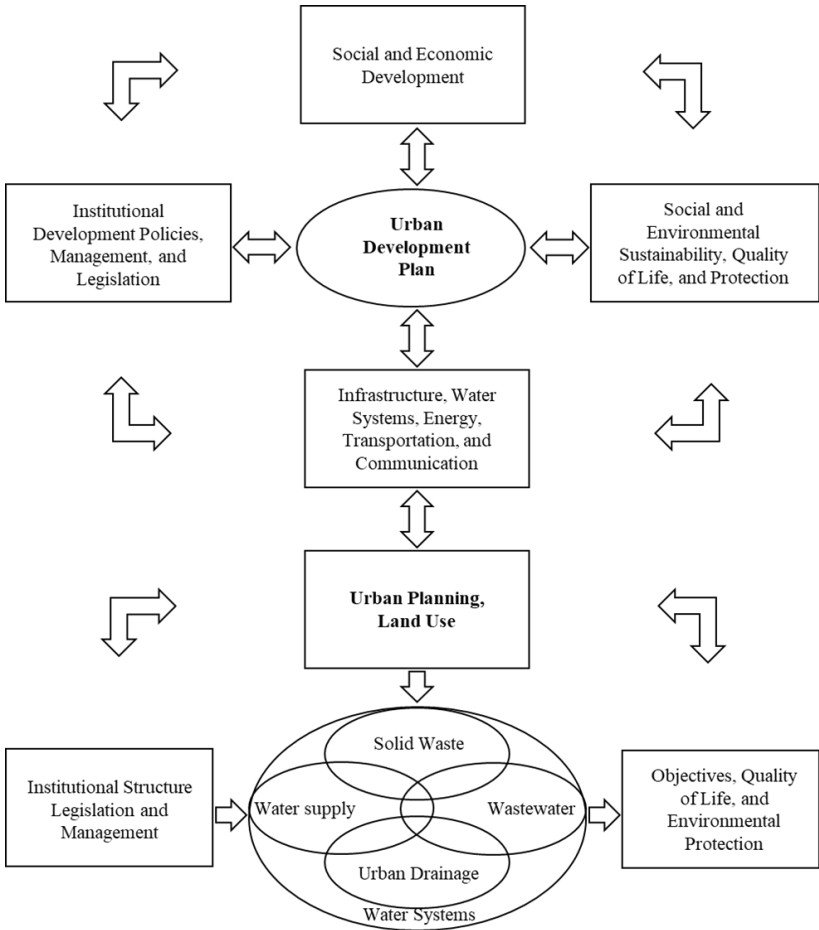 Social and Economic
Development
Institutional
Development Policies,
Management, and
Legislation
Urban
Development
Plan
Social and
Environmental
Sustainability, Quality
of Life, and Protection
Infrastructure, Water
Systems, Energy,
Transportation, and
Communication
Urban Planning,
Land Use
Institutional Structure
Legislation and
Management
Solid Waste
Water supply
Wastewater
Urban Drainage
Water Systems
Objectives, Quality
of Life, and
Environmental
Protection